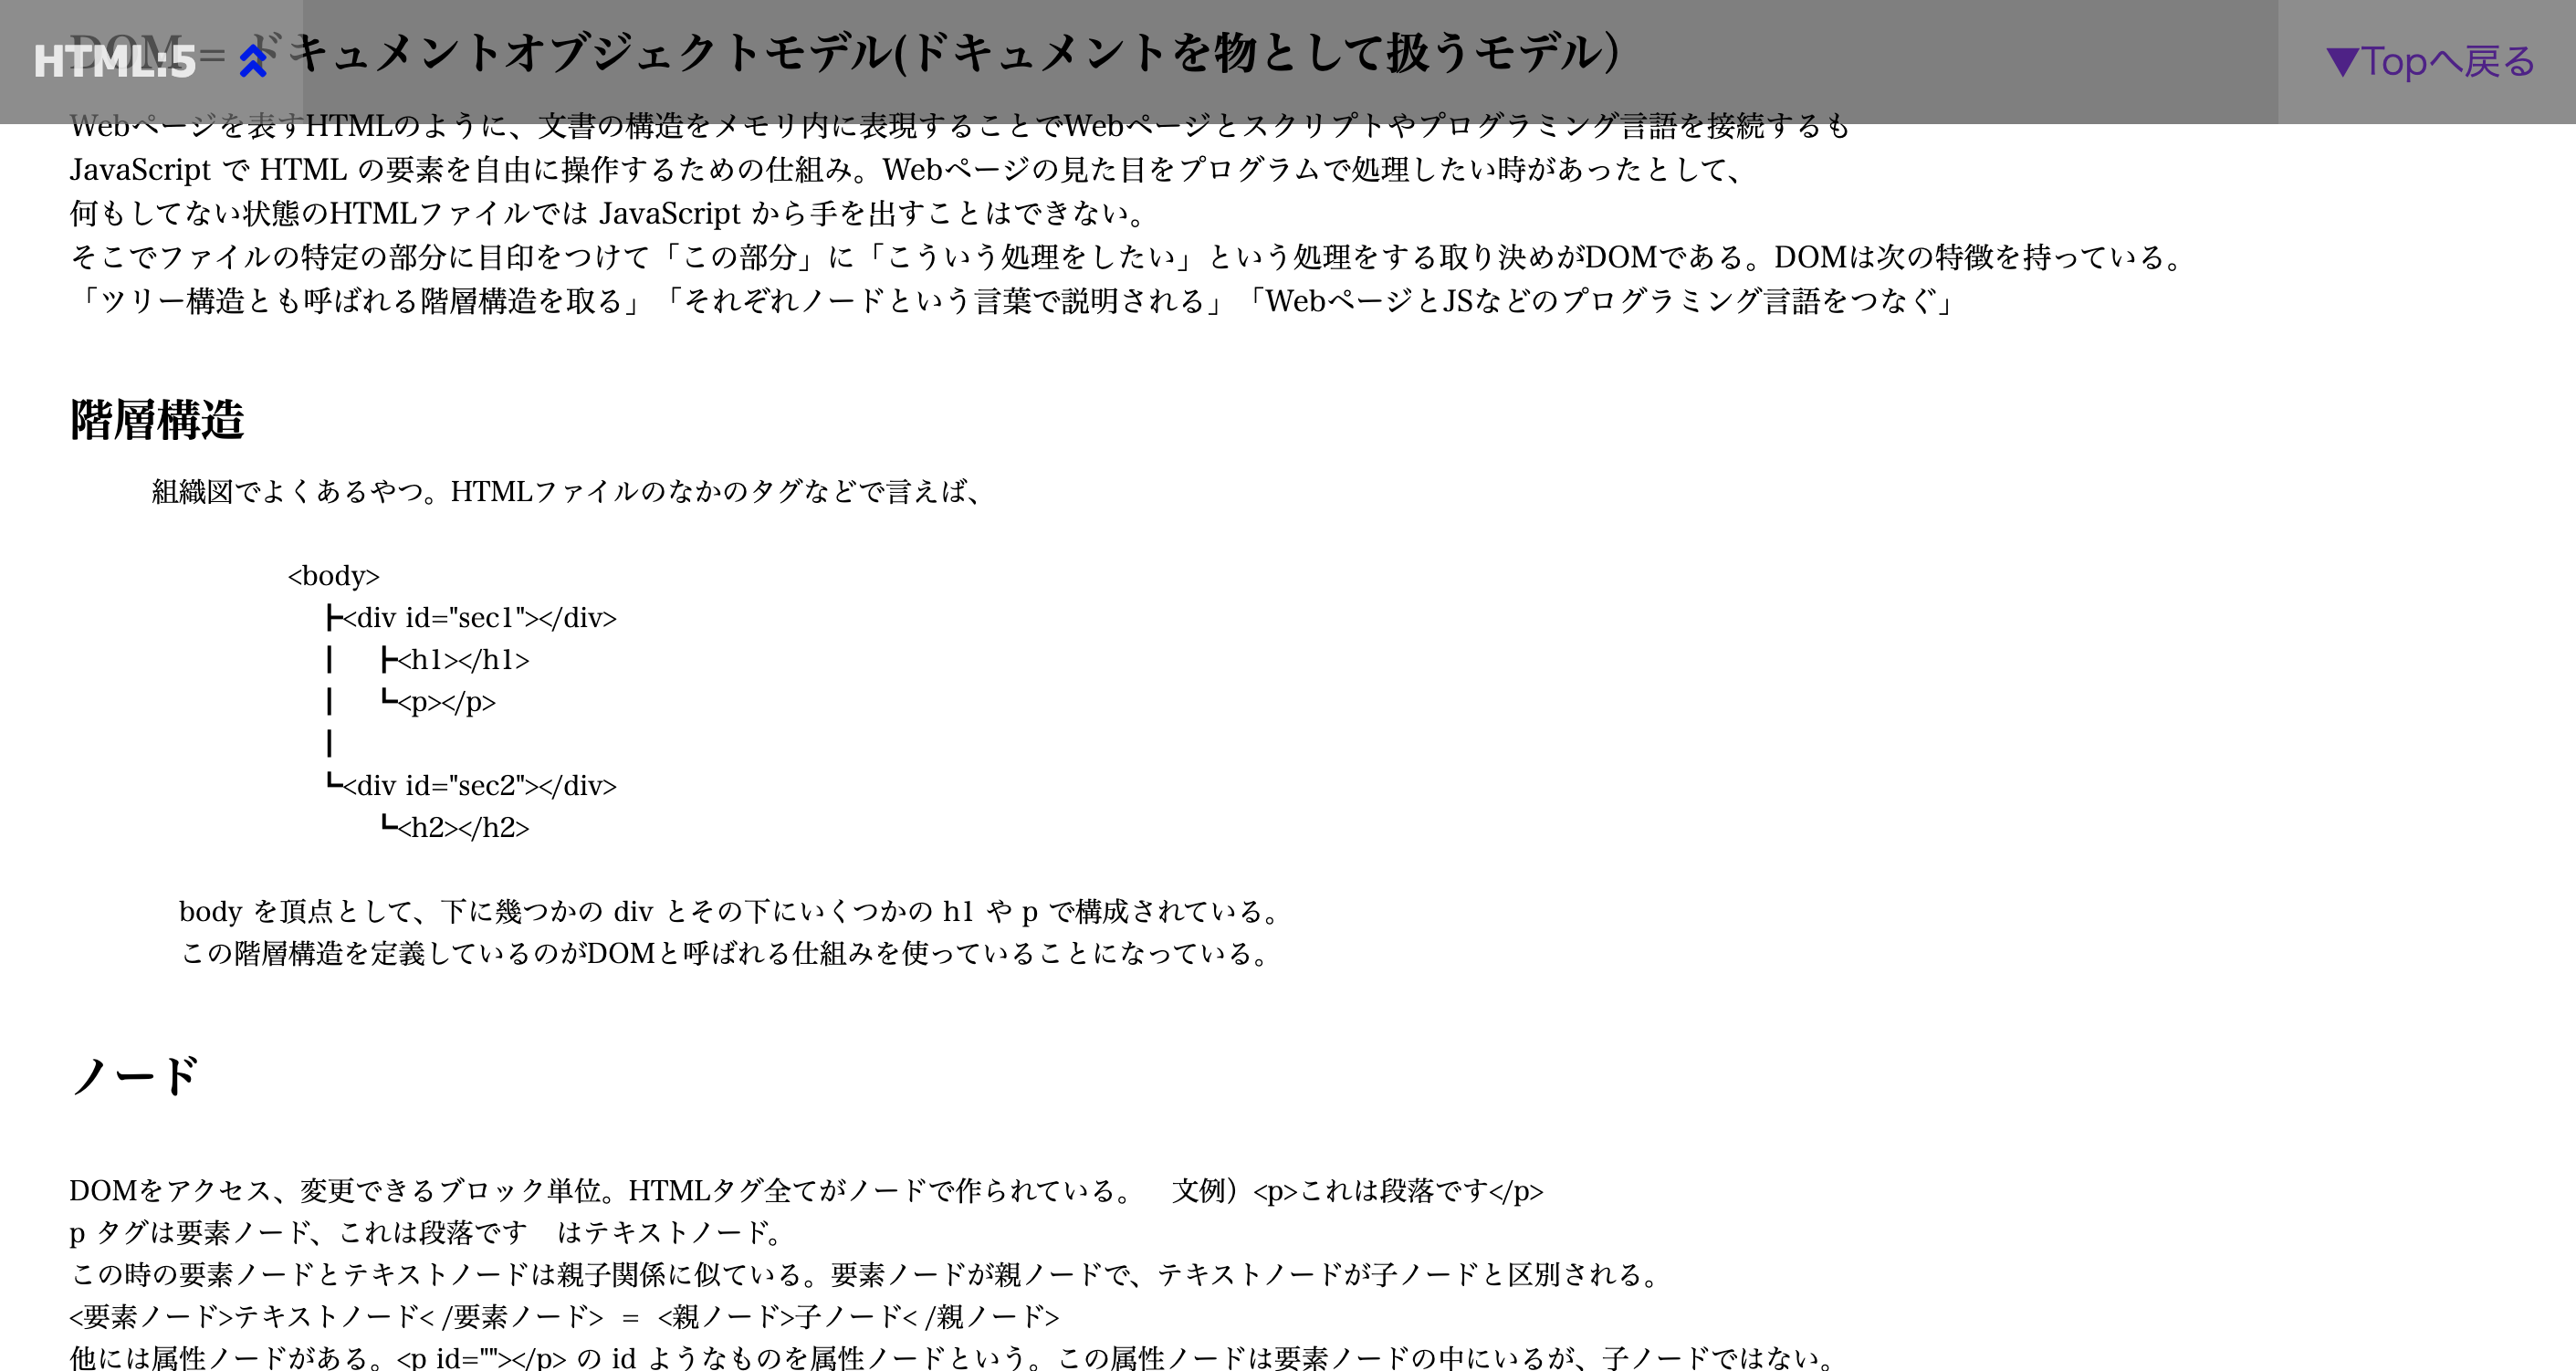 HTML:5
▼Topへ戻る
DOM = ドキュメントオブジェクトモデル(ドキュメントを物として扱うモデル）
Webページを表すHTMLのように、文書の構造をメモリ内に表現することでWebページとスクリプトやプログラミング言語を接続するも
JavaScript で HTML の要素を自由に操作するための仕組み。Webページの見た目をプログラムで処理したい時があったとして、
何もしてない状態のHTMLファイルでは JavaScript から手を出すことはできない。
そこでファイルの特定の部分に目印をつけて「この部分」に「こういう処理をしたい」という処理をする取り決めがDOMである。DOMは次の特徴を持っている。
「ツリー構造とも呼ばれる階層構造を取る」「それぞれノードという言葉で説明される」「WebページとJSなどのプログラミング言語をつなぐ」
階層構造
組織図でよくあるやつ。HTMLファイルのなかのタグなどで言えば、
<body>
┣<div id="sec1"></div>
┃　┣<h1></h1>
┃　┗<p></p>
┃
┗<div id="sec2"></div>
┗<h2></h2>
body を頂点として、下に幾つかの div とその下にいくつかの h1 や p で構成されている。
この階層構造を定義しているのがDOMと呼ばれる仕組みを使っていることになっている。
ノード
DOMをアクセス、変更できるブロック単位。HTMLタグ全てがノードで作られている。　文例）<p>これは段落です</p>
p タグは要素ノード、これは段落です　はテキストノード。
この時の要素ノードとテキストノードは親子関係に似ている。要素ノードが親ノードで、テキストノードが子ノードと区別される。
<要素ノード>テキストノード< /要素ノード> = <親ノード>子ノード< /親ノード>
他には属性ノードがある。<p id=""></p> の id ようなものを属性ノードという。この属性ノードは要素ノードの中にいるが、子ノードではない。